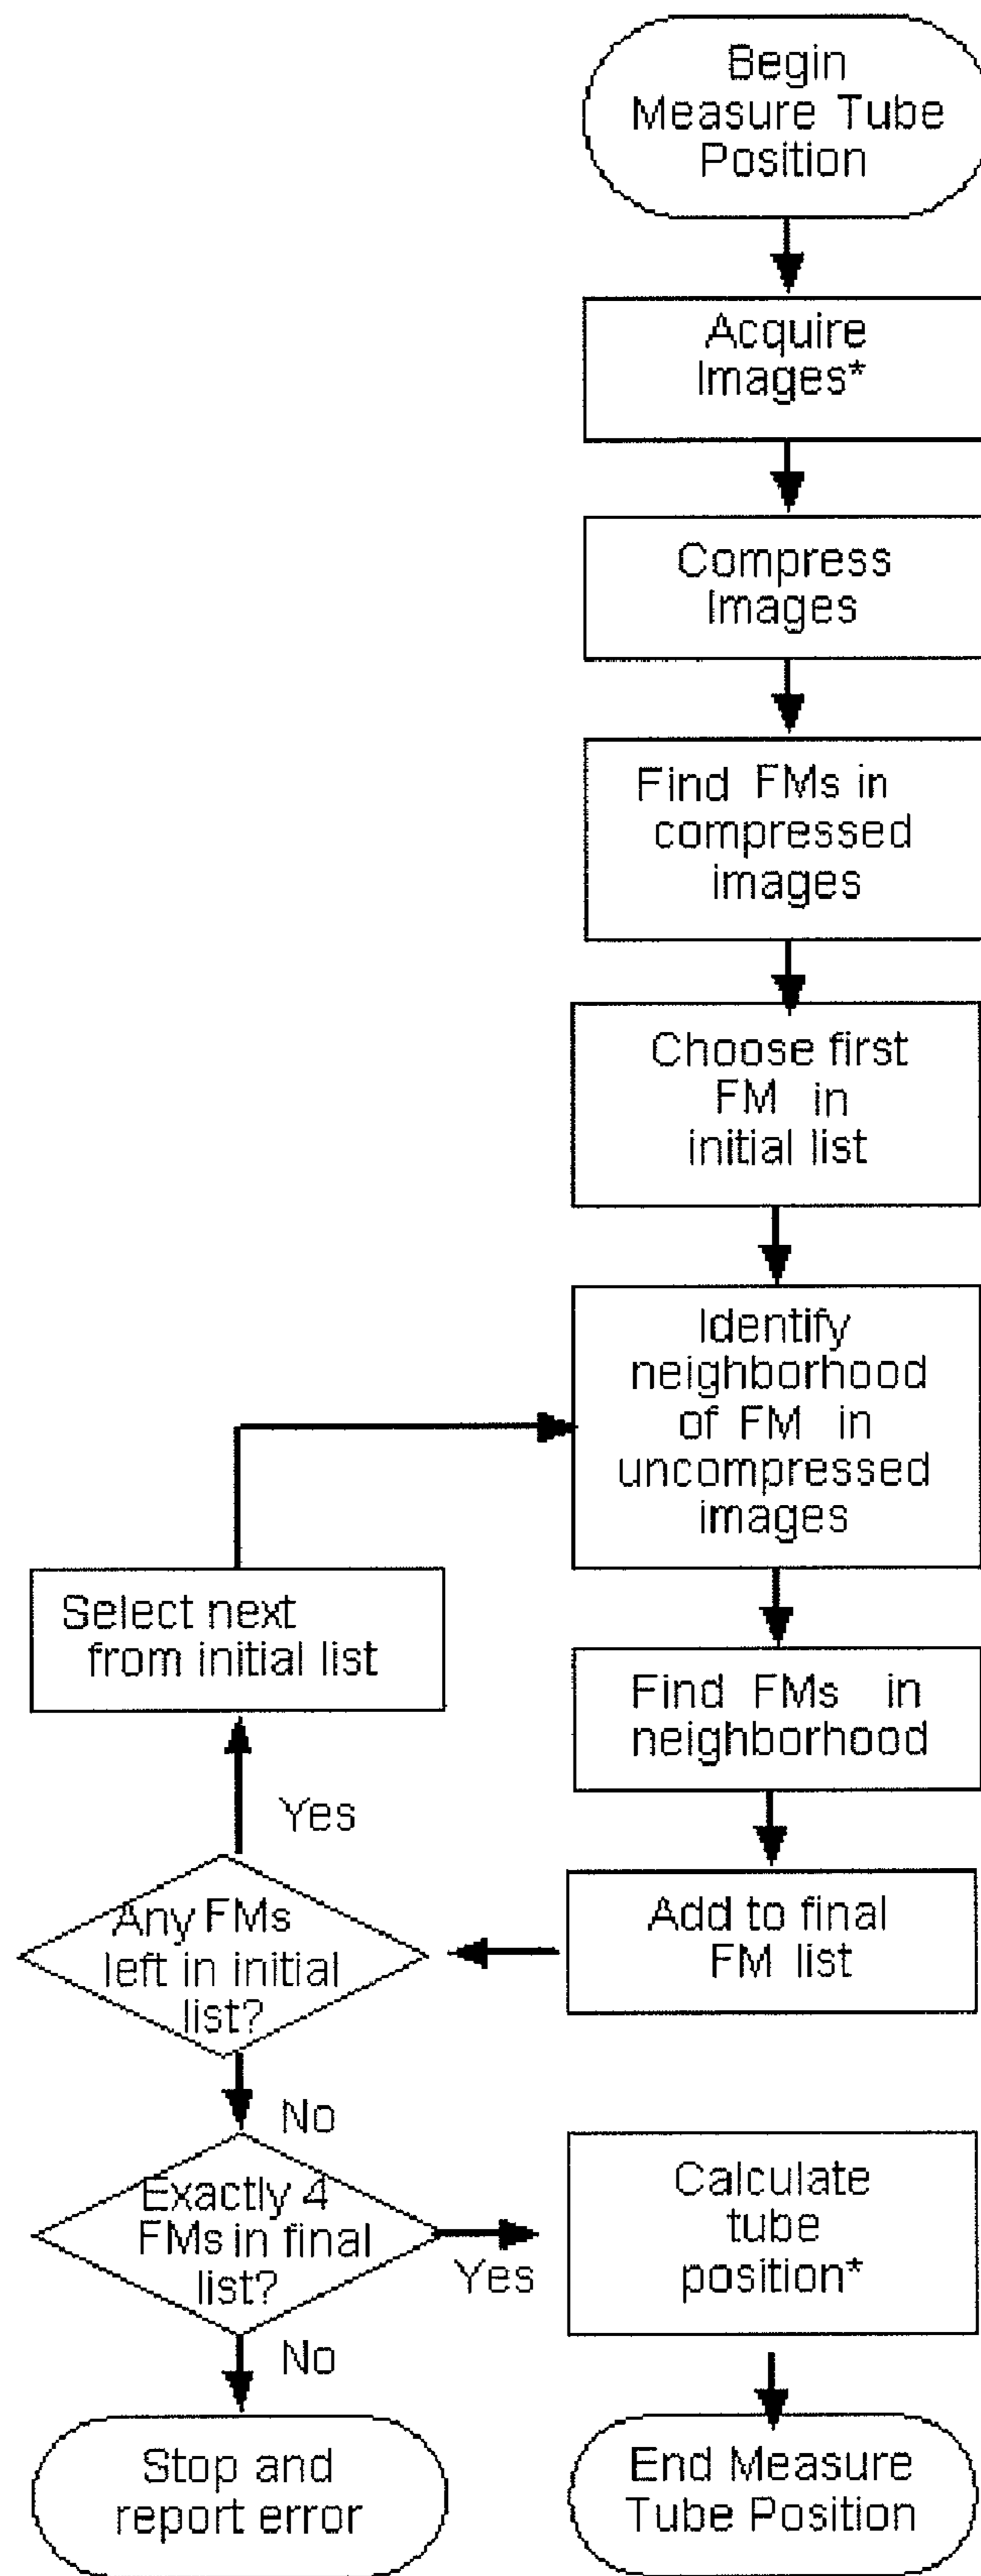 Begin
Measure Tube
Position
Acquire
Images*
Compress
Images
Find FMs in
compressed
images
Choose first
FM in
initial list
Identify
neighborhood
of FM in
uncompressed
images
Select next
from initial list
Find FMs in
neighborhood
Yes
Any FMs
left in initial
list?
Add to final
FM list
No
Exactly 4
FMs in final
list?
Yes
Calculate
tube
position*
No
Stop and
report error
End Measure
Tube Position